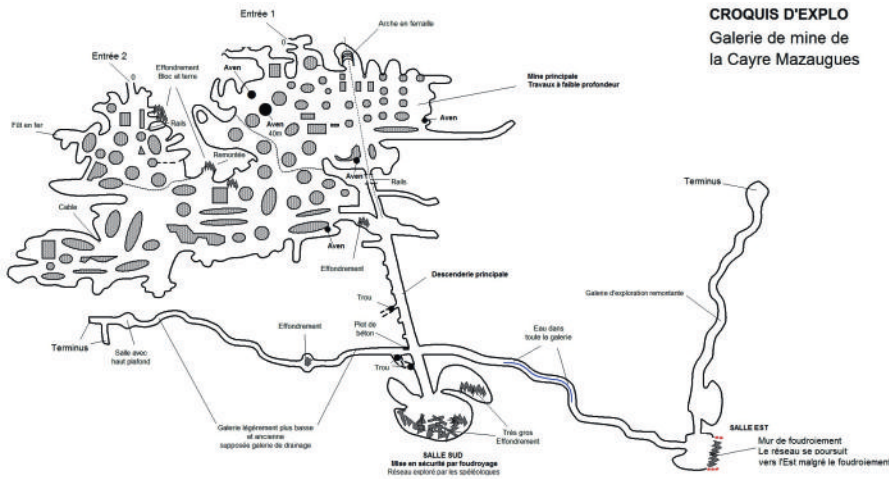 CROQUIS D'EXPLO
Galerie de mine de
la Cayre Mazaugues
Entrée 1
0
Arche en ferraille
Entrée 2
0
Effondrement
Bloc et terre
Aven
Mine principale
Travaux à faible profondeur
Rails
Aven
40m
Aven
Fût en fer
Remontée
Aven
Rails
Terminus
Cable
Aven
Effondrement
Descenderie principale
Galerie d'exploration remontante
Trou
Plot de
béton
Effondrement
Eau dans
toute la galerie
Terminus
Salle avec
haut plafond
Trou
Galerie légèrement plus basse
et ancienne
supposée galerie de drainage
Très gros
Effondrement
SALLE EST
Mur de foudroiement
Le réseau se poursuit
vers l'Est malgré le foudroiement
SALLE SUD
Mise en sécurité par foudroyage
Réseau exploré par les spéléologues